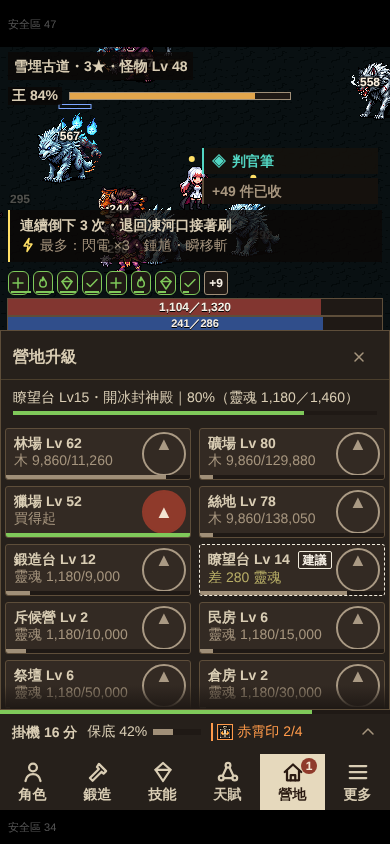 安全區 47
雪埋古道・3★・怪物 Lv 48
王 84%
558
567
判官筆
+49 件已收
295
244
連續倒下 3 次・退回凍河口接著刷
最多：閃電 ×3・鍾馗・瞬移斬
+9
1,104／1,320
241／286
營地升級
瞭望台 Lv15・開冰封神殿｜80%（靈魂 1,180／1,460）
林場 Lv 62
木 9,860/11,260
礦場 Lv 80
木 9,860/129,880
獵場 Lv 52
買得起
絲地 Lv 78
木 9,860/138,050
鍛造台 Lv 12
靈魂 1,180/9,000
瞭望台 Lv 14 建議
差 280 靈魂
斥候營 Lv 2
靈魂 1,180/10,000
民房 Lv 6
靈魂 1,180/15,000
祭壇 Lv 6
靈魂 1,180/50,000
倉房 Lv 2
靈魂 1,180/30,000
掛機 16 分 保底 42% 赤霄印 2/4
角色 鍛造 技能 天賦 營地 1 更多
安全區 34